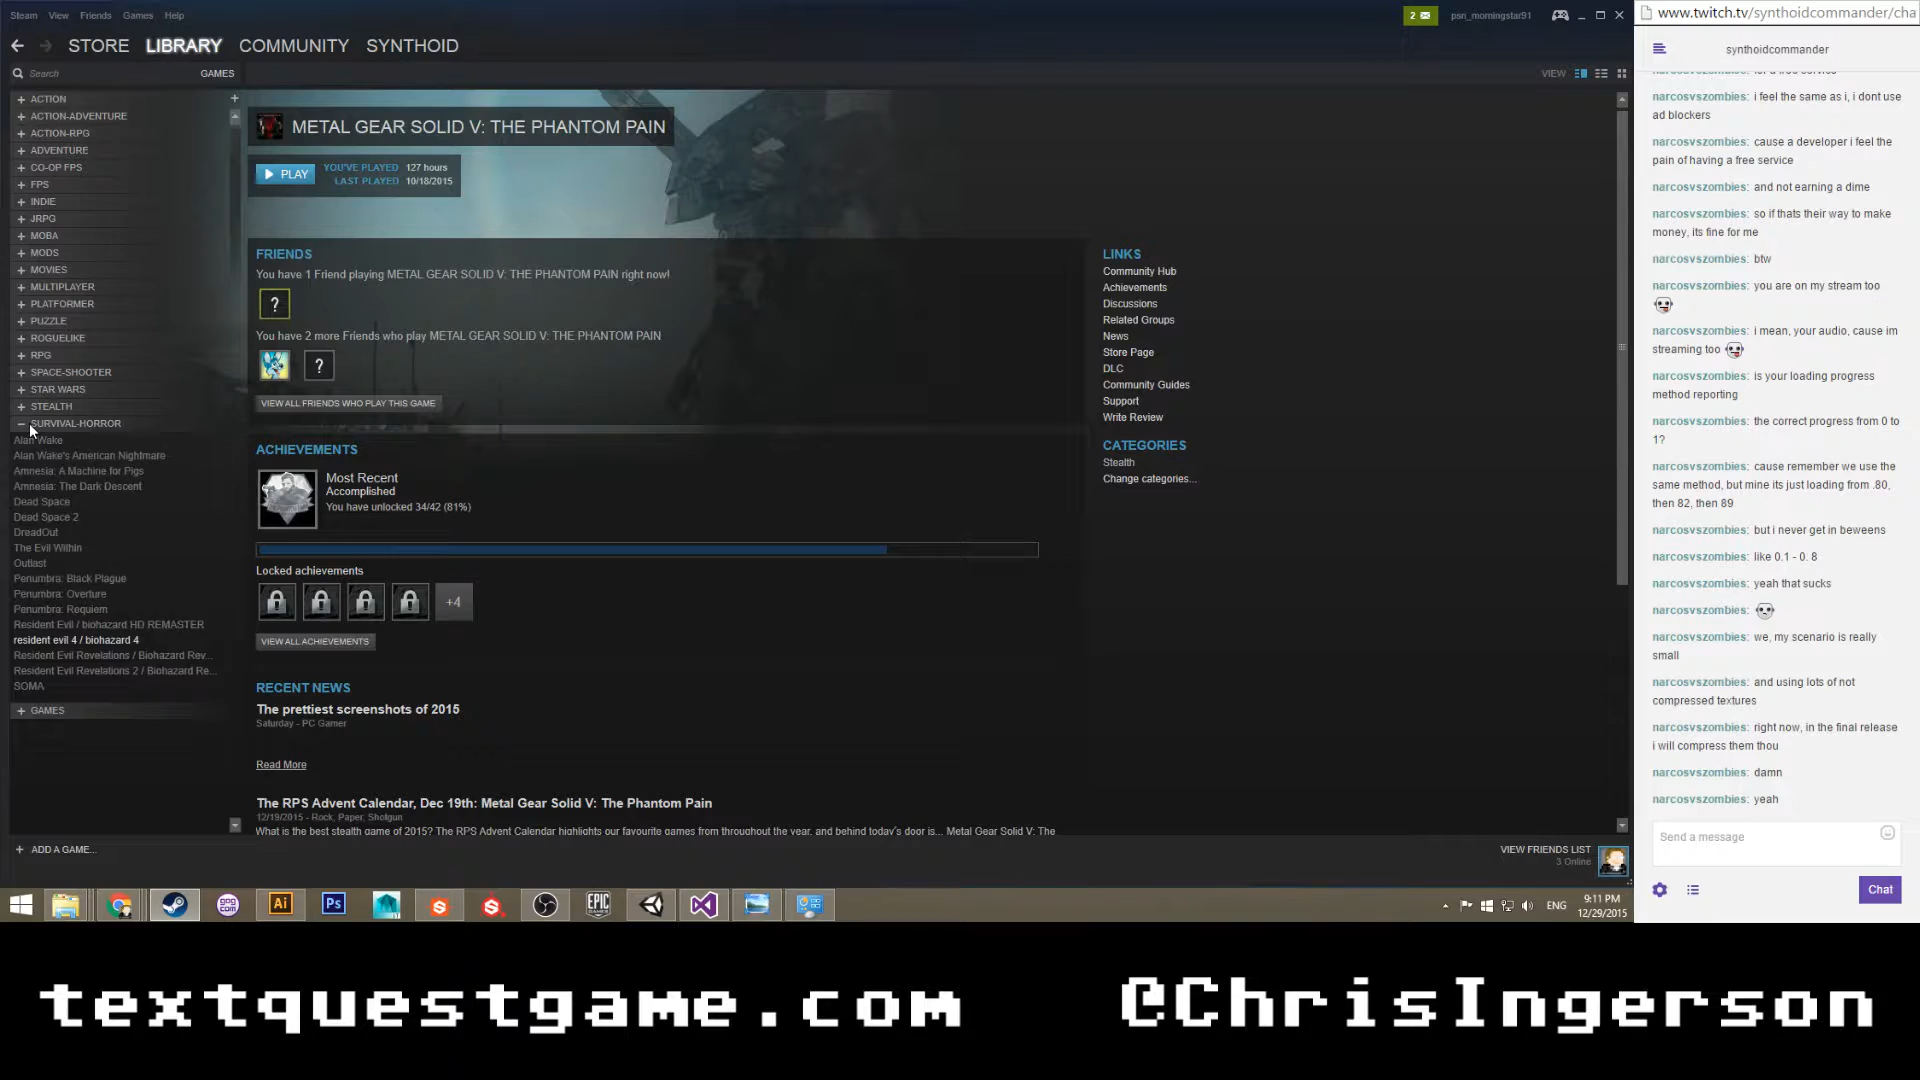 Steam View Friends Games Help
2 psn_morningstar91
www.twitch.tv/synthoidcommander/cha
STORE LIBRARY COMMUNITY SYNTHOID
Search GAMES VIEW
ACTION
ACTION-ADVENTURE
ACTION-RPG
ADVENTURE
CO-OP FPS
FPS
INDIE
JRPG
MOBA
MODS
MOVIES
MULTIPLAYER
PLATFORMER
PUZZLE
ROGUELIKE
RPG
SPACE-SHOOTER
STAR WARS
STEALTH
SURVIVAL-HORROR
Alan Wake
Alan Wake's American Nightmare
Amnesia: A Machine for Pigs
Amnesia: The Dark Descent
Dead Space
Dead Space 2
DreadOut
The Evil Within
Outlast
Penumbra: Black Plague
Penumbra: Overture
Penumbra: Requiem
Resident Evil / biohazard HD REMASTER
resident evil 4 / biohazard 4
Resident Evil Revelations / Biohazard Rev...
Resident Evil Revelations 2 / Biohazard Re...
SOMA
GAMES
ADD A GAME...
METAL GEAR SOLID V: THE PHANTOM PAIN
PLAY
YOU'VE PLAYED 127 hours
LAST PLAYED 10/18/2015
FRIENDS
You have 1 Friend playing METAL GEAR SOLID V: THE PHANTOM PAIN right now!
?
You have 2 more Friends who play METAL GEAR SOLID V: THE PHANTOM PAIN
?
VIEW ALL FRIENDS WHO PLAY THIS GAME
ACHIEVEMENTS
Most Recent
Accomplished
You have unlocked 34/42 (81%)
Locked achievements
+4
VIEW ALL ACHIEVEMENTS
RECENT NEWS
The prettiest screenshots of 2015
Saturday - PC Gamer
Read More
The RPS Advent Calendar, Dec 19th: Metal Gear Solid V: The Phantom Pain
12/19/2015 - Rock, Paper, Shotgun
What is the best stealth game of 2015? The RPS Advent Calendar highlights our favourite games from throughout the year, and behind today's door is... Metal Gear Solid V: The
LINKS
Community Hub
Achievements
Discussions
Related Groups
News
Store Page
DLC
Community Guides
Support
Write Review
CATEGORIES
Stealth
Change categories...
VIEW FRIENDS LIST
3 Online
synthoidcommander
narcosvszombies: i feel the same as i, i dont use
ad blockers
narcosvszombies: cause a developer i feel the
pain of having a free service
narcosvszombies: and not earning a dime
narcosvszombies: so if thats their way to make
money, its fine for me
narcosvszombies: btw
narcosvszombies: you are on my stream too
narcosvszombies: i mean, your audio, cause im
streaming too
narcosvszombies: is your loading progress
method reporting
narcosvszombies: the correct progress from 0 to
1?
narcosvszombies: cause remember we use the
same method, but mine its just loading from .80,
then 82, then 89
narcosvszombies: but i never get in beweens
narcosvszombies: like 0.1 - 0. 8
narcosvszombies: yeah that sucks
narcosvszombies:
narcosvszombies: we, my scenario is really
small
narcosvszombies: and using lots of not
compressed textures
narcosvszombies: right now, in the final release
i will compress them thou
narcosvszombies: damn
narcosvszombies: yeah
Send a message
Chat
gog.com Ai Ps S S EPIC GAMES
ENG 9:11 PM
12/29/2015
textquestgame.com @ChrisIngerson